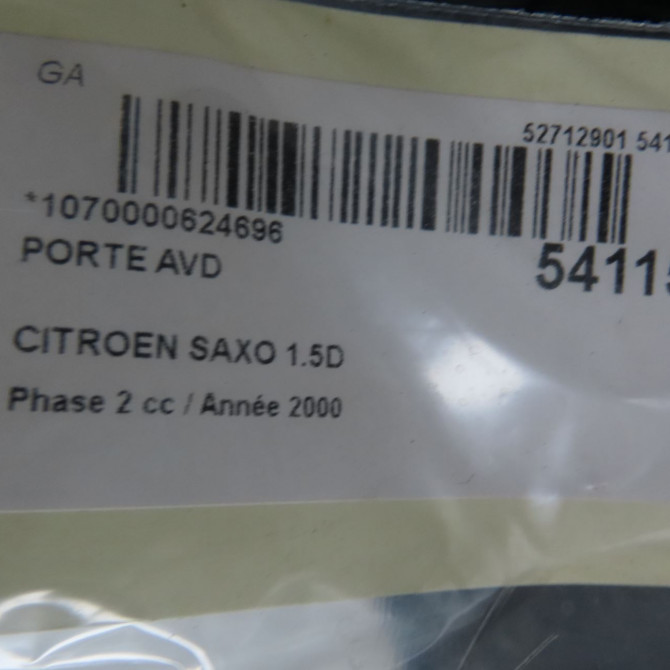 GA
52712901 541
*1070000624696
PORTE AVD
5411
CITROEN SAXO 1.5D
Phase 2 cc / Année 2000